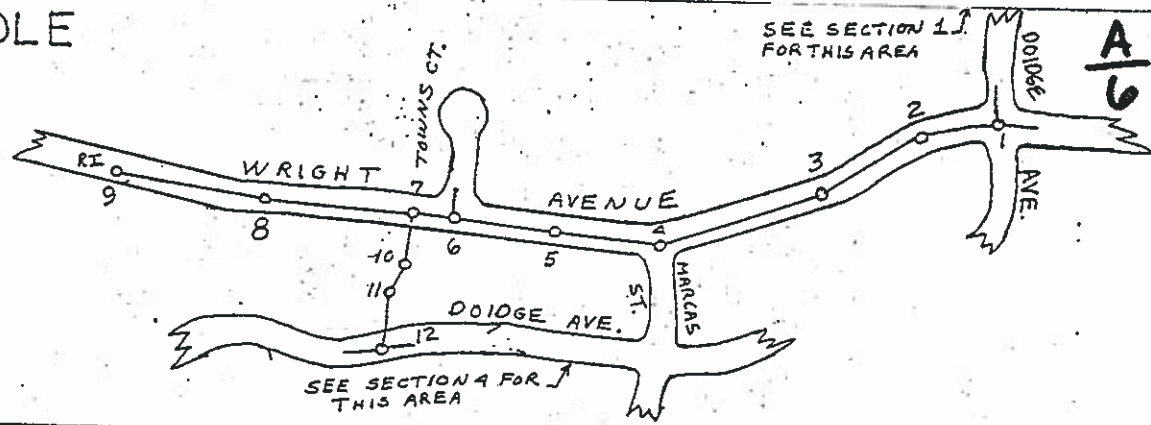 OLE
SEE SECTION 1
FOR THIS AREA
DOIDGE
AVE.
A
6
TOWNS CT.
WRIGHT
AVENUE
RI
9
8
7
6
5
4
3
2
1
10
11
12
MARCAS
ST.
DOIDGE AVE.
SEE SECTION 4 FOR
THIS AREA